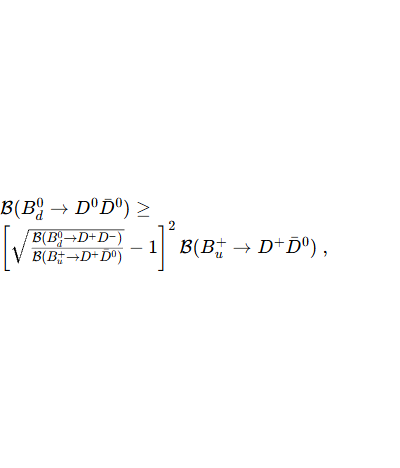 \mathcal{B}(B_d^0 \to D^0 \bar{D}^0) \geq
\left[ \sqrt{\frac{\mathcal{B}(B_d^0 \to D^+ D^-)}{\mathcal{B}(B_u^+ \to D^+ \bar{D}^0)}} - 1 \right]^2 \mathcal{B}(B_u^+ \to D^+ \bar{D}^0) \ ,